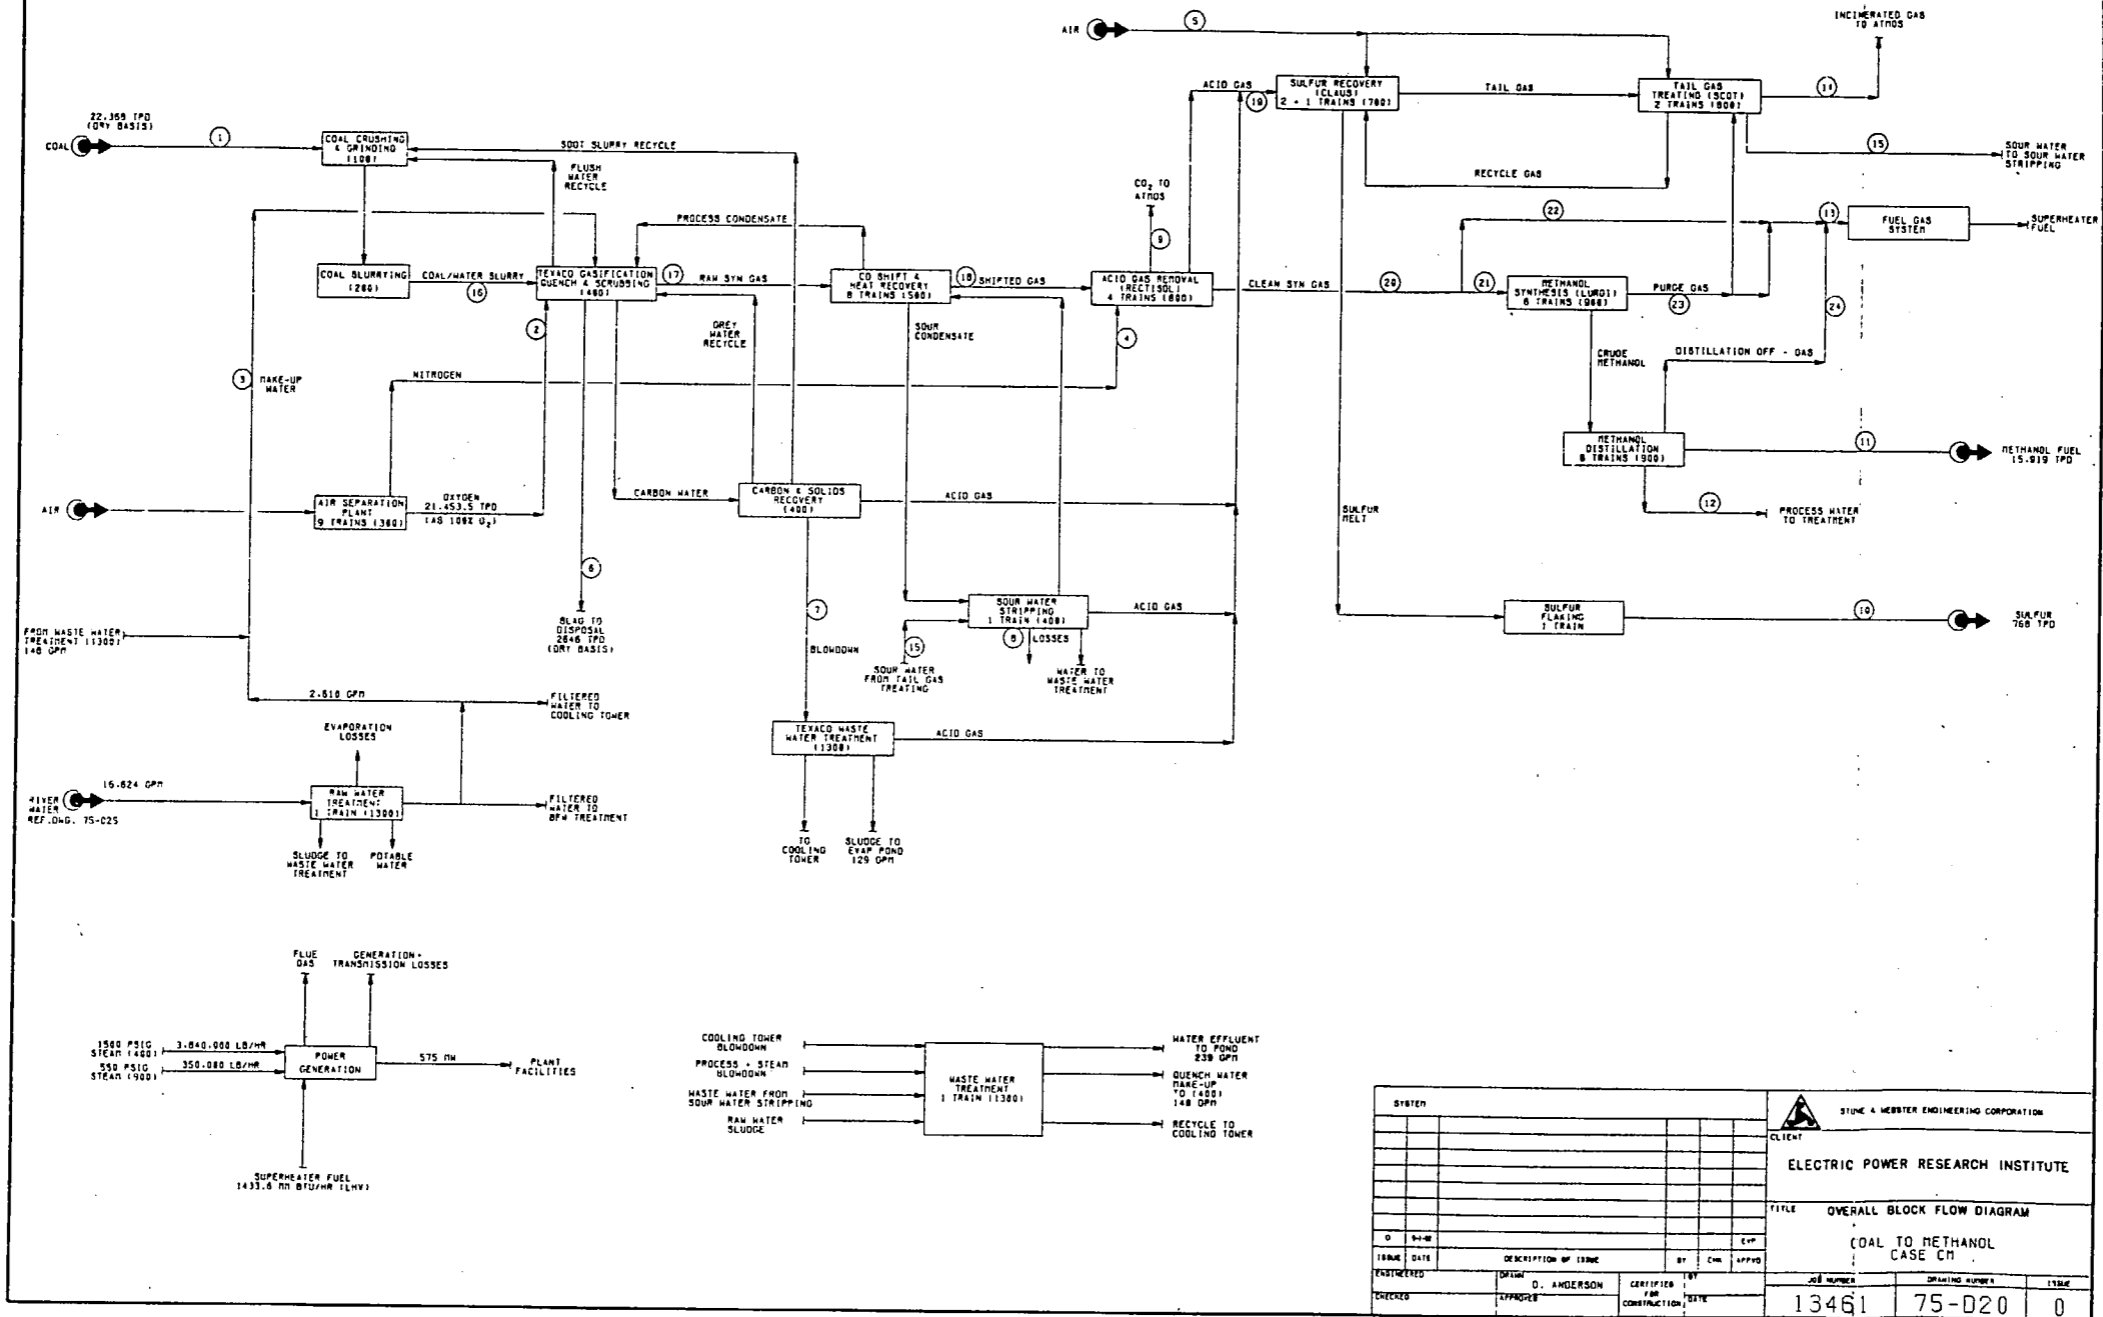 AIR
5
INCINERATED GAS
TO ATMOS
ACID GAS
19
SULFUR RECOVERY
(CLAUS)
2 + 1 TRAINS (700)
TAIL GAS
TAIL GAS
TREATING (SCOT)
2 TRAINS (800)
14
22,368 TPD
(DRY BASIS)
COAL
1
COAL CRUSHING
& GRINDING
(100)
SOOT SLURRY RECYCLE
FLUSH
WATER
RECYCLE
15
SOUR WATER
TO SOUR WATER
STRIPPING
RECYCLE GAS
CO2 TO
ATMOS
9
PROCESS CONDENSATE
22
13
FUEL GAS
SYSTEM
SUPERHEATER
FUEL
COAL SLURRYING
(200)
COAL/WATER SLURRY
16
TEXACO GASIFICATION
QUENCH & SCRUBBING
(400)
17
RAW SYN GAS
CO SHIFT &
HEAT RECOVERY
8 TRAINS (500)
18
SHIFTED GAS
ACID GAS REMOVAL
(RECTISOL)
4 TRAINS (600)
CLEAN SYN GAS
20
21
METHANOL
SYNTHESIS (LURGI)
6 TRAINS (900)
PURGE GAS
23
24
2
GREY
WATER
RECYCLE
SOUR
CONDENSATE
4
3
MAKE-UP
WATER
NITROGEN
CRUDE
METHANOL
DISTILLATION OFF - GAS
METHANOL
DISTILLATION
6 TRAINS (900)
11
METHANOL FUEL
15,919 TPD
AIR
AIR SEPARATION
PLANT
9 TRAINS (300)
OXYGEN
21,453.5 TPD
(AS 100% O2)
CARBON WATER
CARBON & SOLIDS
RECOVERY
(400)
ACID GAS
SULFUR
MELT
12
PROCESS WATER
TO TREATMENT
6
SLAG TO
DISPOSAL
2646 TPD
(DRY BASIS)
7
SOUR WATER
STRIPPING
1 TRAIN (400)
ACID GAS
SULFUR
FLAKING
1 TRAIN
10
SULFUR
768 TPD
FROM WASTE WATER
TREATMENT (1300)
148 GPM
BLOWDOWN
15
SOUR WATER
FROM TAIL GAS
TREATING
8
LOSSES
WATER TO
WASTE WATER
TREATMENT
2,610 GPM
FILTERED
WATER TO
COOLING TOWER
EVAPORATION
LOSSES
TEXACO WASTE
WATER TREATMENT
(1300)
ACID GAS
16,624 GPM
RIVER
WATER
REF.DWG. 75-D25
RAW WATER
TREATMENT
1 TRAIN (1300)
FILTERED
WATER TO
BFW TREATMENT
SLUDGE TO
WASTE WATER
TREATMENT
POTABLE
WATER
TO
COOLING
TOWER
SLUDGE TO
EVAP POND
129 GPM
FLUE
GAS
GENERATION+
TRANSMISSION LOSSES
1500 PSIG
STEAM (400)
3,840,000 LB/HR
550 PSIG
STEAM (900)
350,000 LB/HR
POWER
GENERATION
575 MW
PLANT
FACILITIES
SUPERHEATER FUEL
1433.6 MM BTU/HR (LHV)
COOLING TOWER
BLOWDOWN
PROCESS + STEAM
BLOWDOWN
WASTE WATER FROM
SOUR WATER STRIPPING
RAW WATER
SLUDGE
WASTE WATER
TREATMENT
1 TRAIN (1300)
WATER EFFLUENT
TO POND
239 GPM
QUENCH WATER
MAKE-UP
TO (400)
148 GPM
RECYCLE TO
COOLING TOWER
SYSTEM
STONE & WEBSTER ENGINEERING CORPORATION
CLIENT
ELECTRIC POWER RESEARCH INSTITUTE
TITLE
OVERALL BLOCK FLOW DIAGRAM
COAL TO METHANOL
CASE CM
0
ISSUE
DATE
DESCRIPTION OF ISSUE
BY
CHK
APPVD
ENGINEERED
DRAWN
D. ANDERSON
CHECKED
APPROVED
CERTIFIED
FOR
CONSTRUCTION
BY
DATE
JOB NUMBER
13461
DRAWING NUMBER
75-D20
ISSUE
0